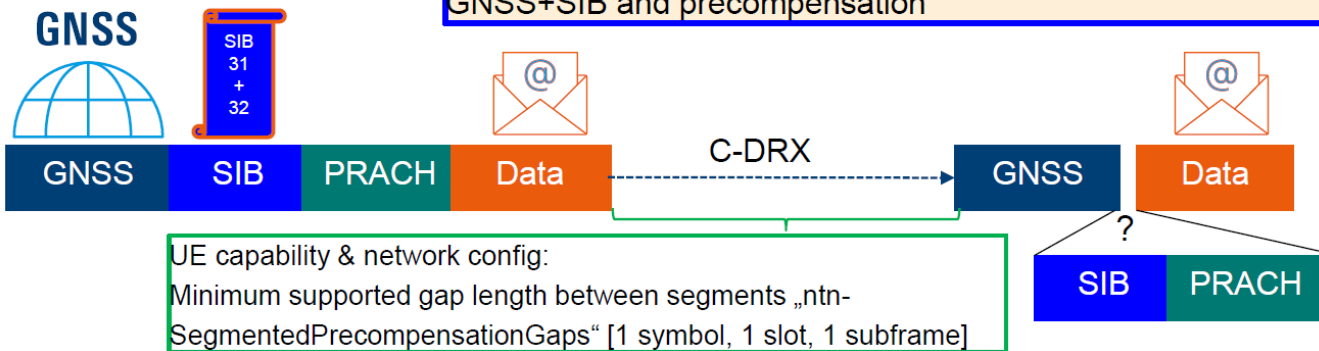 GNSS+SIB and precompensation
GNSS
SIB
31
+
32
@
@
GNSS
SIB
PRACH
Data
C-DRX
GNSS
Data
?
SIB
PRACH
UE capability & network config:
Minimum supported gap length between segments „ntn-
SegmentedPrecompensationGaps“ [1 symbol, 1 slot, 1 subframe]